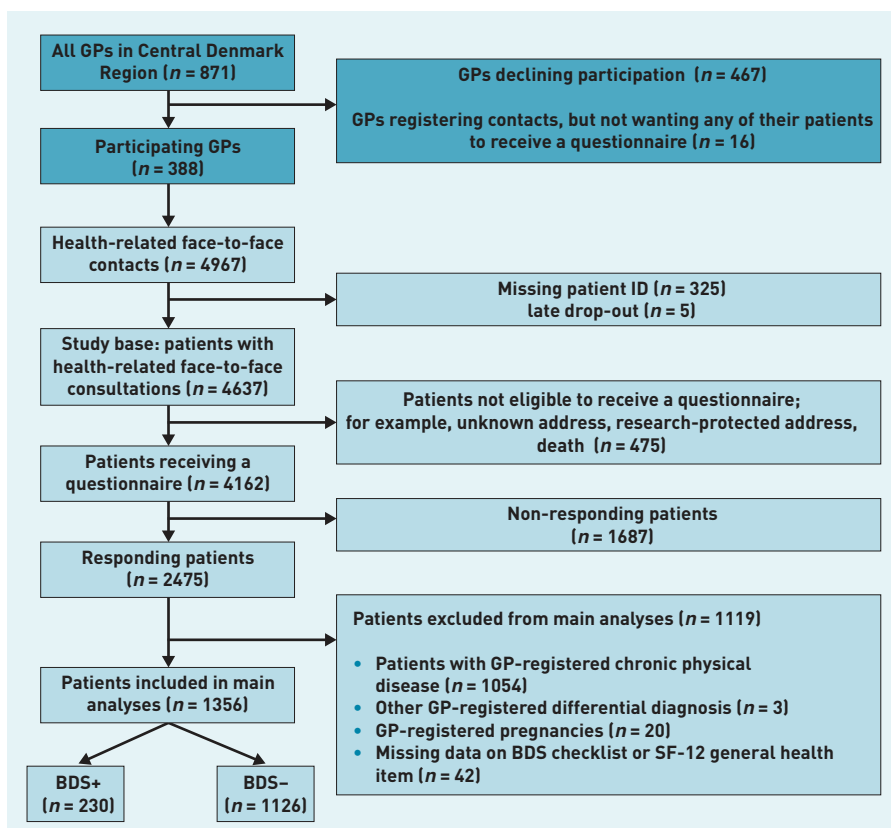 All GPs in Central Denmark
Region (n = 871)
GPs declining participation (n = 467)
GPs registering contacts, but not wanting any of their patients
to receive a questionnaire (n = 16)
Participating GPs
(n = 388)
Health-related face-to-face
contacts (n = 4967)
Missing patient ID (n = 325)
late drop-out (n = 5)
Study base: patients with
health-related face-to-face
consultations (n = 4637)
Patients not eligible to receive a questionnaire;
for example, unknown address, research-protected address,
death (n = 475)
Patients receiving a
questionnaire (n = 4162)
Non-responding patients
(n = 1687)
Responding patients
(n = 2475)
Patients excluded from main analyses (n = 1119)
• Patients with GP-registered chronic physical
disease (n = 1054)
• Other GP-registered differential diagnosis (n = 3)
• GP-registered pregnancies (n = 20)
• Missing data on BDS checklist or SF-12 general health
item (n = 42)
Patients included in main
analyses (n = 1356)
BDS+
(n = 230)
BDS−
(n = 1126)